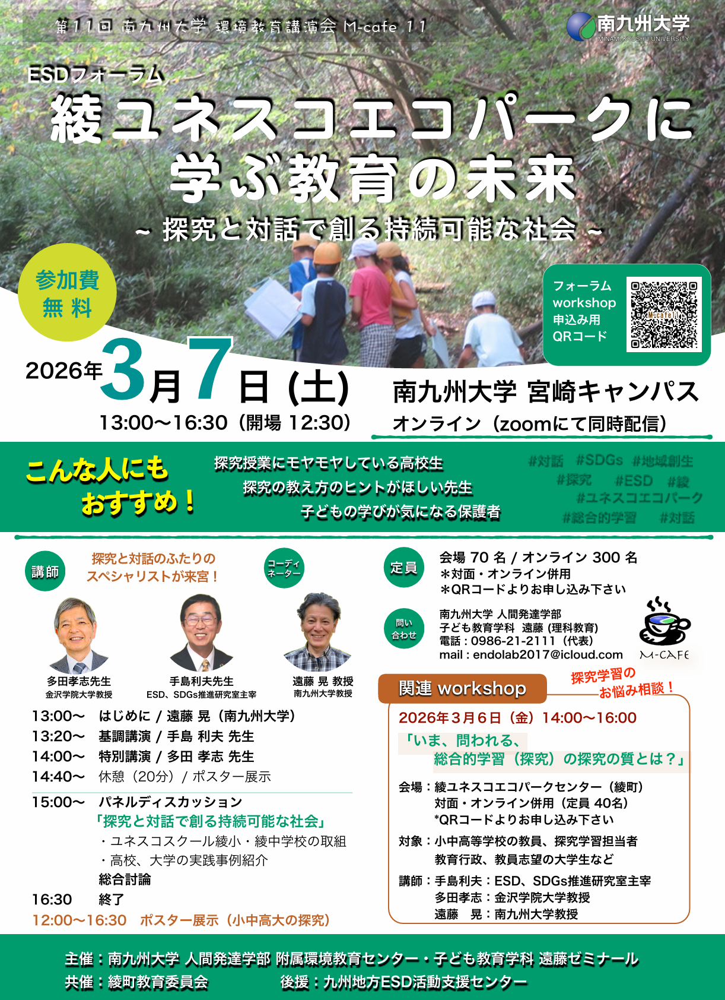 第11回 南九州大学 環境教育講演会 M-cafe 11
南九州大学
MINAMI KYUSHU UNIVERSITY
ESDフォーラム
綾ユネスコエコパークに
学ぶ教育の未来
~ 探究と対話で創る持続可能な社会 ~
参加費
無 料
フォーラム
workshop
申込み用
QRコード
M-cafe11
2026年3月7日 (土)
13:00〜16:30（開場 12:30）
南九州大学 宮崎キャンパス
オンライン（zoomにて同時配信）
こんな人にも
おすすめ！
探究授業にモヤモヤしている高校生
探究の教え方のヒントがほしい先生
子どもの学びが気になる保護者
#対話 #SDGs #地域創生
#探究 #ESD #綾
#ユネスコエコパーク
#総合的学習 #対話
講師
探究と対話のふたりの
スペシャリストが来宮！
コーディ
ネーター
多田孝志先生
金沢学院大学教授
手島利夫先生
ESD、SDGs推進研究室主宰
遠藤 晃 教授
南九州大学教授
13:00〜 はじめに / 遠藤 晃（南九州大学）
13:20〜 基調講演 / 手島 利夫 先生
14:00〜 特別講演 / 多田 孝志 先生
14:40〜 休憩（20分）/ ポスター展示
15:00〜 パネルディスカッション
「探究と対話で創る持続可能な社会」
・ユネスコスクール綾小・綾中学校の取組
・高校、大学の実践事例紹介
総合討論
16:30 終了
12:00〜16:30 ポスター展示（小中高大の探究）
定員
会場 70 名 / オンライン 300 名
＊対面・オンライン併用
＊QRコードよりお申し込み下さい
問い
合わせ
南九州大学 人間発達学部
子ども教育学科 遠藤 (理科教育)
電話 : 0986-21-2111（代表）
mail : endolab2017@icloud.com
M-CAFE
関連 workshop
探究学習の
お悩み相談！
2026年３月６日（金）14:00〜16:00
「いま、問われる、
総合的学習（探究）の探究の質とは？」
会場：綾ユネスコエコパークセンター（綾町）
対面・オンライン併用（定員 40名）
*QRコードよりお申し込み下さい
対象：小中高等学校の教員、探究学習担当者
教育行政、教員志望の大学生など
講師：手島利夫：ESD、SDGs推進研究室主宰
多田孝志：金沢学院大学教授
遠藤 晃：南九州大学教授
主催：南九州大学 人間発達学部 附属環境教育センター・子ども教育学科 遠藤ゼミナール
共催：綾町教育委員会 後援：九州地方ESD活動支援センター